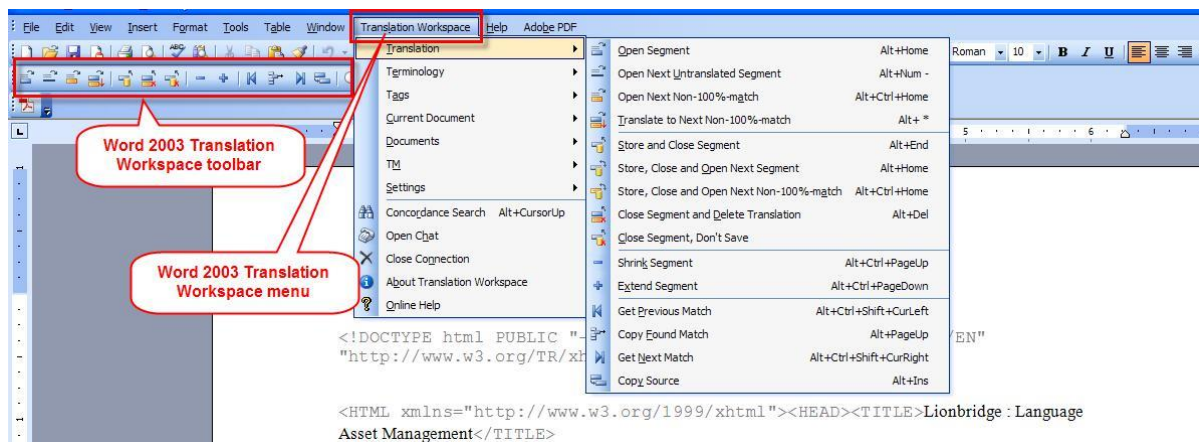 File Edit View Insert Format Tools Table Window Translation Workspace Help Adobe PDF
Roman 10 B I U
Word 2003 Translation
Workspace toolbar
Word 2003 Translation
Workspace menu
Translation
Terminology
Tags
Current Document
Documents
TM
Settings
Concordance Search Alt+CursorUp
Open Chat
Close Connection
About Translation Workspace
Online Help
Open Segment Alt+Home
Open Next Untranslated Segment Alt+Num -
Open Next Non-100%-match Alt+Ctrl+Home
Translate to Next Non-100%-match Alt+ *
Store and Close Segment Alt+End
Store, Close and Open Next Segment Alt+Home
Store, Close and Open Next Non-100%-match Alt+Ctrl+Home
Close Segment and Delete Translation Alt+Del
Close Segment, Don't Save
Shrink Segment Alt+Ctrl+PageUp
Extend Segment Alt+Ctrl+PageDown
Get Previous Match Alt+Ctrl+Shift+CurLeft
Copy Found Match Alt+PageUp
Get Next Match Alt+Ctrl+Shift+CurRight
Copy Source Alt+Ins
5 6
<!DOCTYPE html PUBLIC "- /EN"
"http://www.w3.org/TR/xh
<HTML xmlns="http://www.w3.org/1999/xhtml"><HEAD><TITLE>Lionbridge : Language
Asset Management</TITLE>